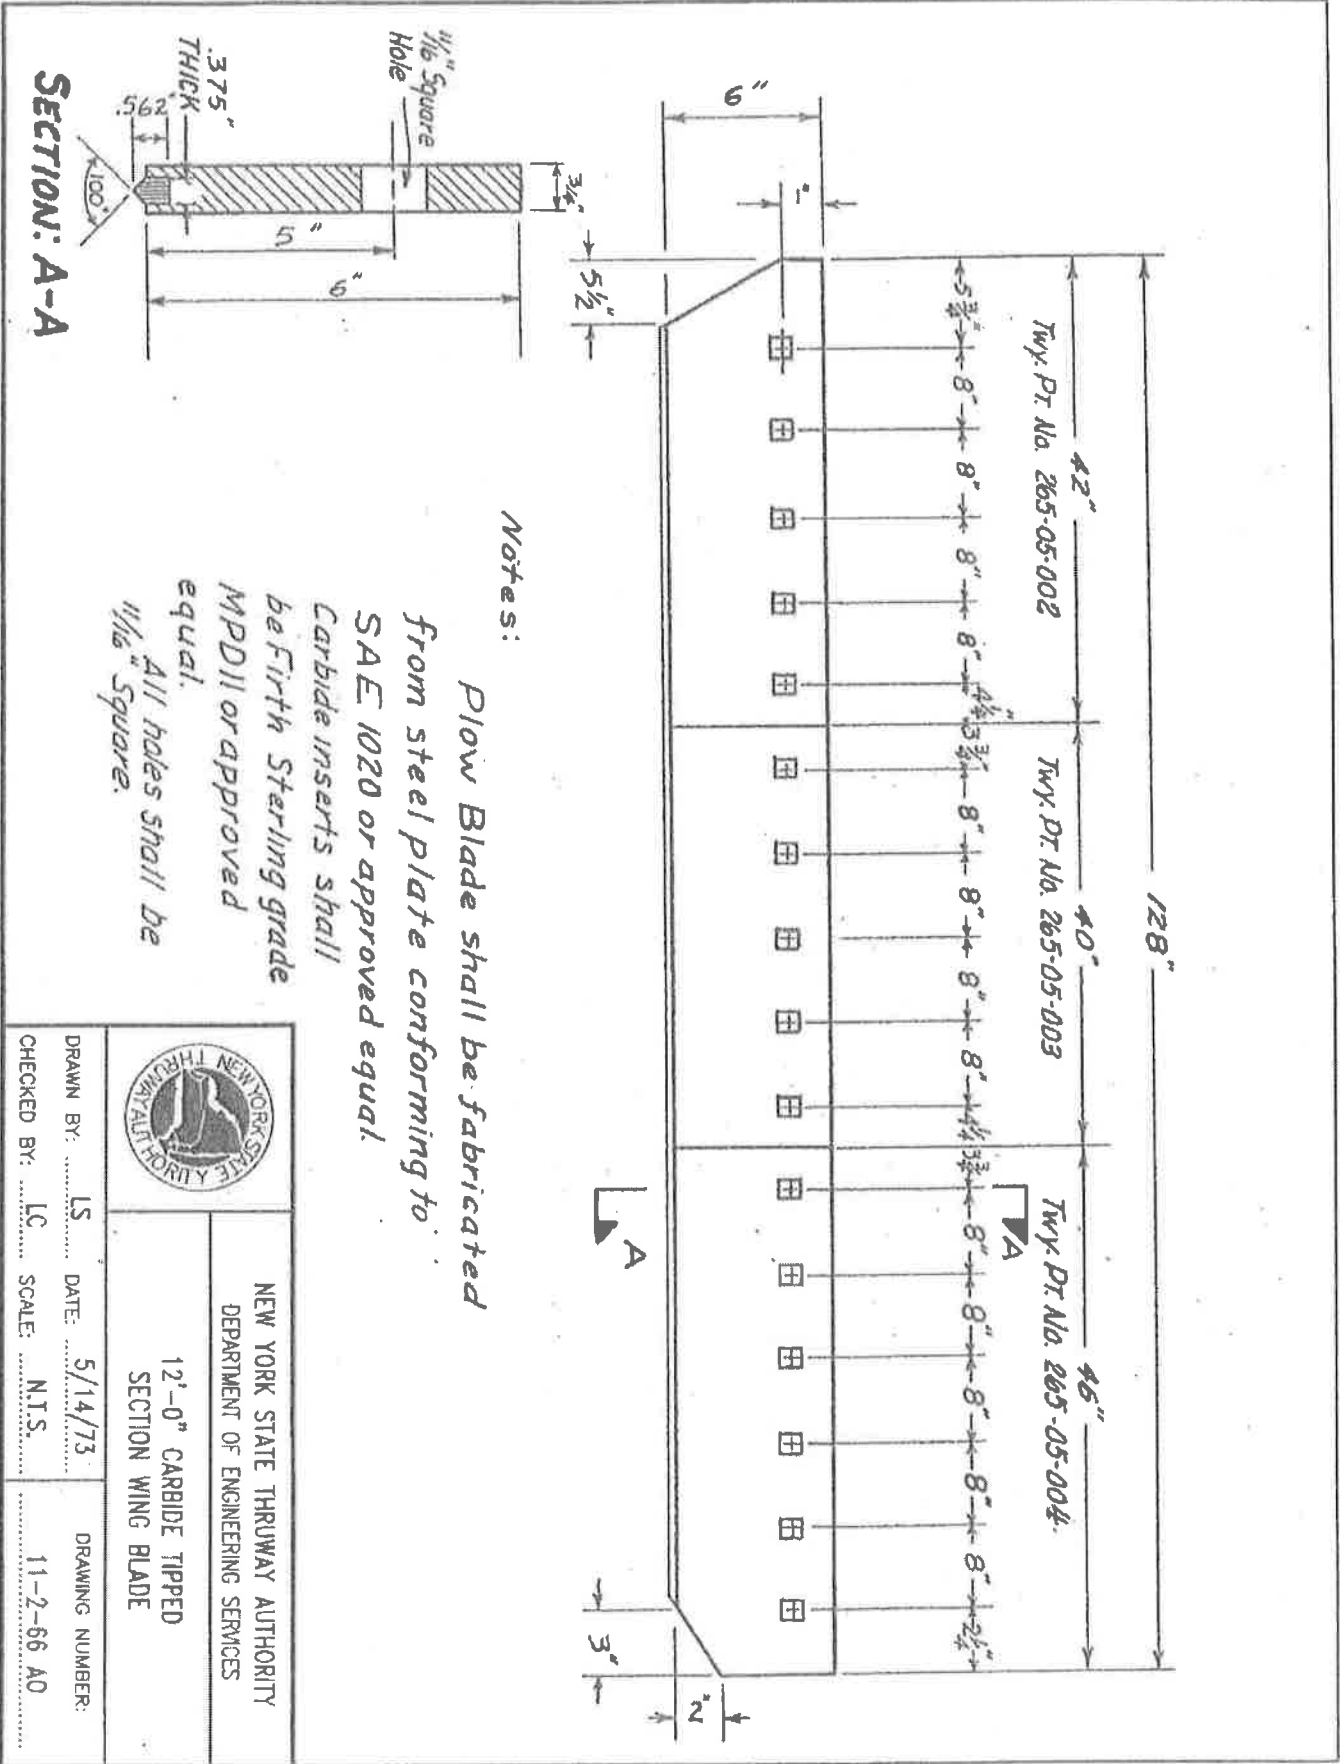 128"
42"
40"
46"
Twy. Pt. No. 265-05-002
Twy. Pt. No. 265-05-003
Twy. Pt. No. 265-05-004
5 3/4" 8" 8" 8" 8" 4 1/4" 3 3/4" 8" 8" 8" 8" 4 1/4 3 3/4" 8" 8" 8" 8" 8" 2 1/4"
6"
1"
5 1/2"
A
A
3"
2"
11/16" Square
Hole
3/4"
.375"
THICK
.562"
100°
5"
6"
SECTION: A-A
Notes:
Plow Blade shall be fabricated
from steel plate conforming to
SAE 1020 or approved equal.
Carbide inserts shall
be Firth Sterling grade
MPD11 or approved
equal.
All holes shall be
11/16" Square.
NEW YORK STATE THRUWAY AUTHORITY
NEW YORK STATE THRUWAY AUTHORITY
DEPARTMENT OF ENGINEERING SERVICES
12'-0" CARBIDE TIPPED
SECTION WING BLADE
DRAWN BY: LS DATE: 5/14/73
CHECKED BY: LC SCALE: N.T.S.
DRAWING NUMBER:
11-2-66 AO